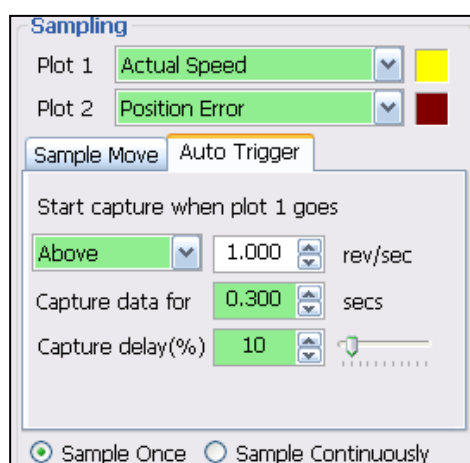 Sampling
Plot 1 Actual Speed
Plot 2 Position Error
Sample Move Auto Trigger
Start capture when plot 1 goes
Above 1.000 rev/sec
Capture data for 0.300 secs
Capture delay(%) 10
Sample Once Sample Continuously